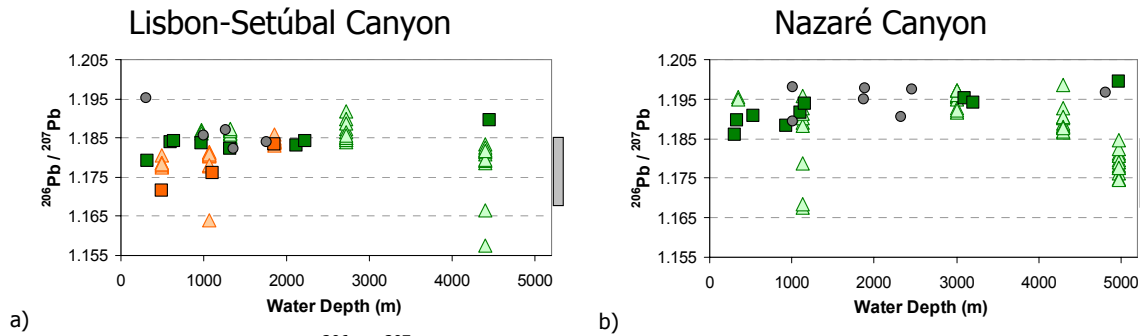 Lisbon-Setúbal Canyon
1.205
1.195
1.185
1.175
1.165
1.155
206Pb / 207Pb
0 1000 2000 3000 4000 5000
Water Depth (m)
a)
Nazaré Canyon
1.205
1.195
1.185
1.175
1.165
1.155
206Pb / 207Pb
0 1000 2000 3000 4000 5000
Water Depth (m)
b)